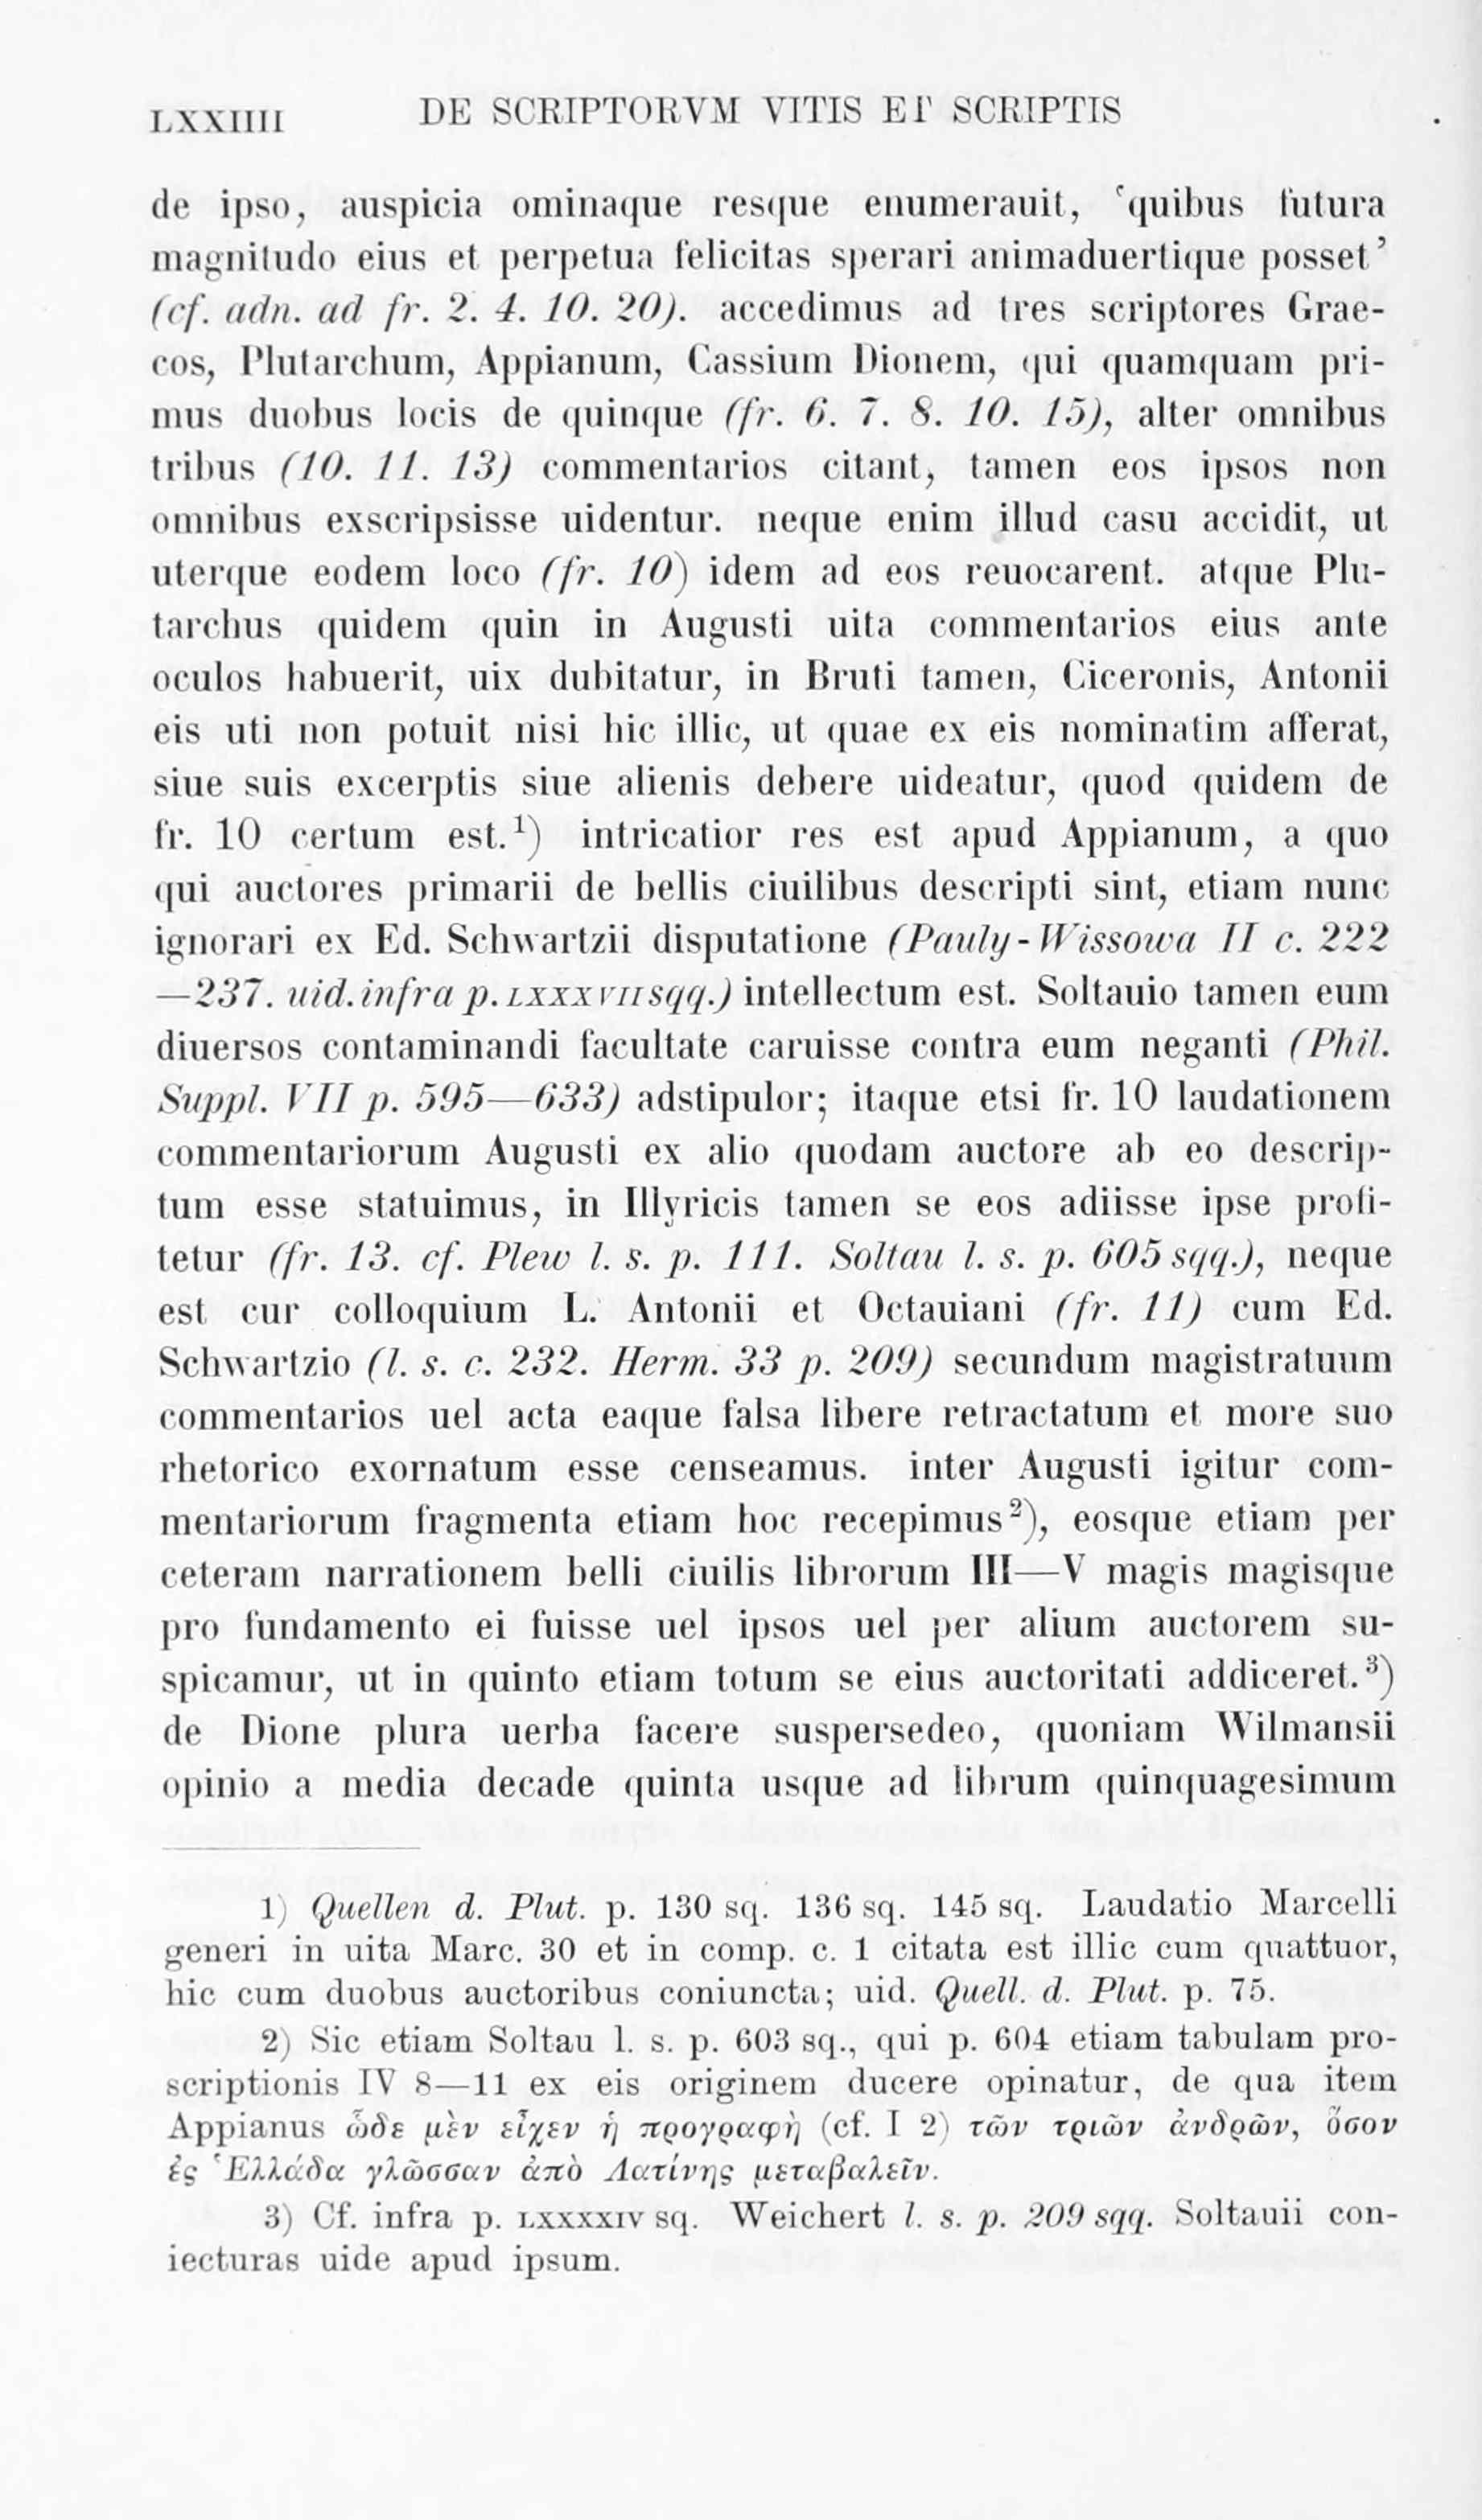 LXXIIII DE SCRIPTORVM VITIS ET SCRIPTIS
de ipso, auspicia ominaque resque enumerauit, ‘quibus futura
magnitudo eius et perpetua felicitas sperari animaduertique posset’
(cf. adn. ad fr. 2. 4. 10. 20). accedimus ad tres scriptores Grae-
cos, Plutarchum, Appianum, Cassium Dionem, qui quamquam pri-
mus duobus locis de quinque (fr. 6. 7. 8. 10. 15), alter omnibus
tribus (10. 11. 13) commentarios citant, tamen eos ipsos non
omnibus exscripsisse uidentur. neque enim illud casu accidit, ut
uterque eodem loco (fr. 10) idem ad eos reuocarent. atque Plu-
tarchus quidem quin in Augusti uita commentarios eius ante
oculos habuerit, uix dubitatur, in Bruti tamen, Ciceronis, Antonii
eis uti non potuit nisi hic illic, ut quae ex eis nominatim afferat,
siue suis excerptis siue alienis debere uideatur, quod quidem de
fr. 10 certum est.¹) intricatior res est apud Appianum, a quo
qui auctores primarii de bellis ciuilibus descripti sint, etiam nunc
ignorari ex Ed. Schwartzii disputatione (Pauly-Wissowa II c. 222
—237. uid. infra p. LXXXVII sqq.) intellectum est. Soltauio tamen eum
diuersos contaminandi facultate caruisse contra eum neganti (Phil.
Suppl. VII p. 595—633) adstipulor; itaque etsi fr. 10 laudationem
commentariorum Augusti ex alio quodam auctore ab eo descrip-
tum esse statuimus, in Illyricis tamen se eos adiisse ipse profi-
tetur (fr. 13. cf. Plew l. s. p. 111. Soltau l. s. p. 605 sqq.), neque
est cur colloquium L. Antonii et Octauiani (fr. 11) cum Ed.
Schwartzio (l. s. c. 232. Herm. 33 p. 209) secundum magistratuum
commentarios uel acta eaque falsa libere retractatum et more suo
rhetorico exornatum esse censeamus. inter Augusti igitur com-
mentariorum fragmenta etiam hoc recepimus²), eosque etiam per
ceteram narrationem belli ciuilis librorum III—V magis magisque
pro fundamento ei fuisse uel ipsos uel per alium auctorem su-
spicamur, ut in quinto etiam totum se eius auctoritati addiceret.³)
de Dione plura uerba facere suspersedeo, quoniam Wilmansii
opinio a media decade quinta usque ad librum quinquagesimum
1) Quellen d. Plut. p. 130 sq. 136 sq. 145 sq. Laudatio Marcelli
generi in uita Marc. 30 et in comp. c. 1 citata est illic cum quattuor,
hic cum duobus auctoribus coniuncta; uid. Quell. d. Plut. p. 75.
2) Sic etiam Soltau l. s. p. 603 sq., qui p. 604 etiam tabulam pro-
scriptionis IV 8—11 ex eis originem ducere opinatur, de qua item
Appianus ὧδε μὲν εἶχεν ἡ προγραφὴ (cf. I 2) τῶν τριῶν ἀνδρῶν, ὅσον
ἐς Ἑλλάδα γλῶσσαν ἀπὸ Λατίνης μεταβαλεῖν.
3) Cf. infra p. LXXXXIV sq. Weichert l. s. p. 209 sqq. Soltauii con-
iecturas uide apud ipsum.